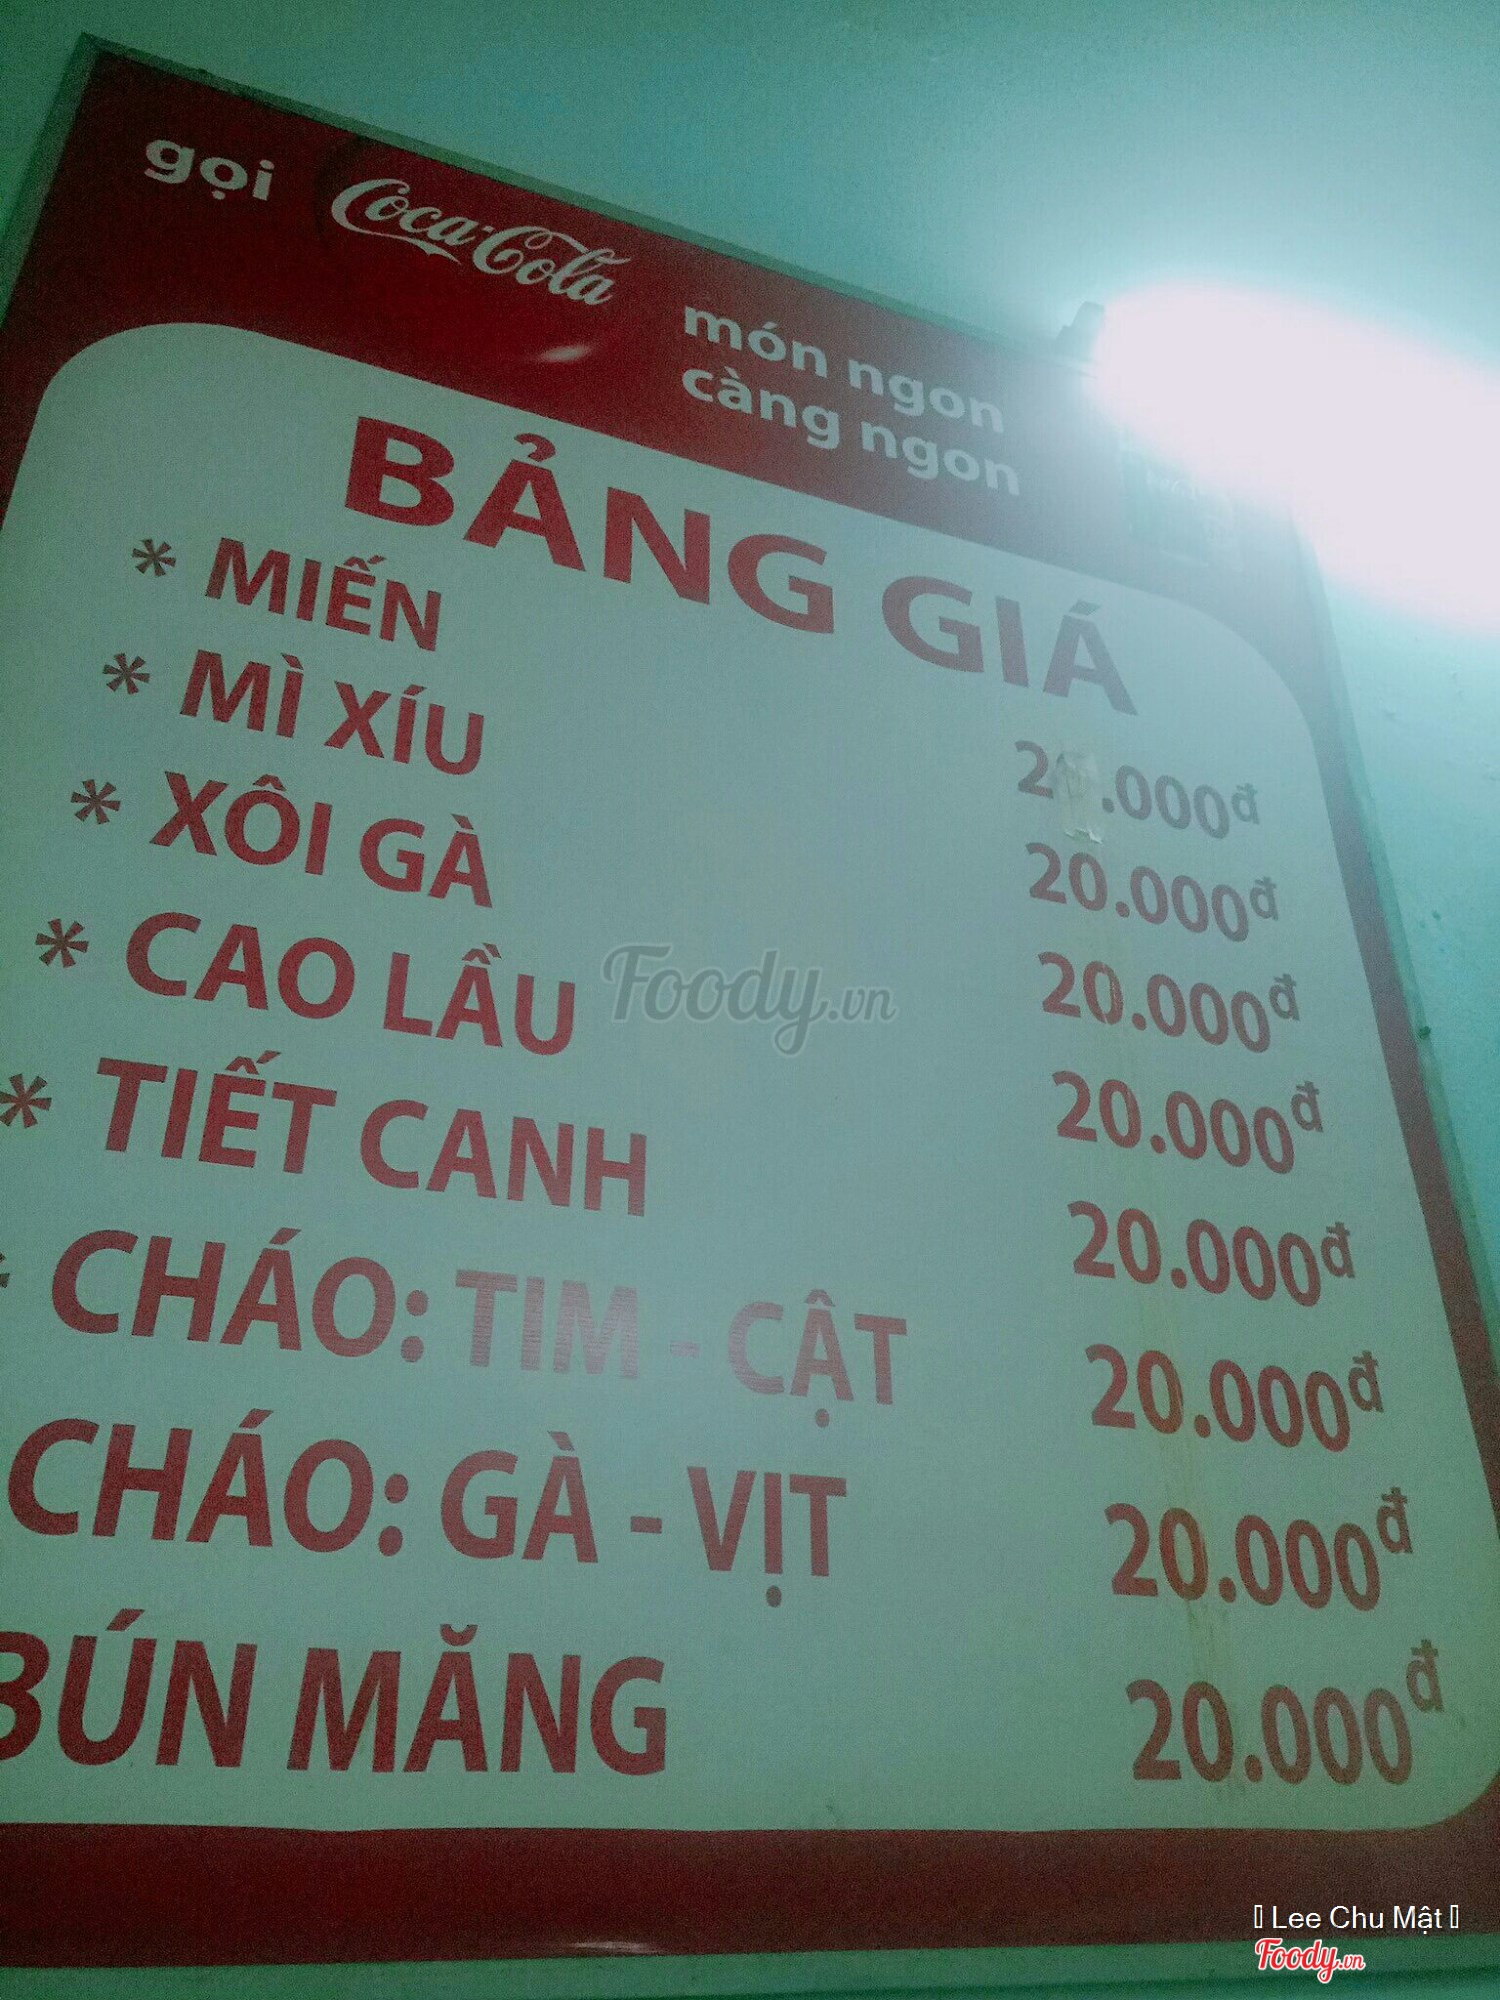 gọi Coca-Cola món ngon
càng ngon
BẢNG GIÁ
* MIẾN
* MÌ XÍU 20.000đ
* XÔI GÀ 20.000đ
* CAO LẦU 20.000đ
* TIẾT CANH 20.000đ
CHÁO: TIM - CẬT 20.000đ
CHÁO: GÀ - VỊT 20.000đ
BÚN MĂNG 20.000đ
Foody.vn
Lee Chu Mật
Foody.vn